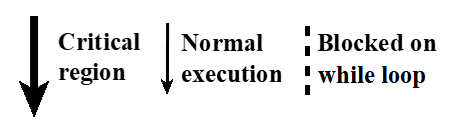 Critical
region
Normal
execution
Blocked on
while loop